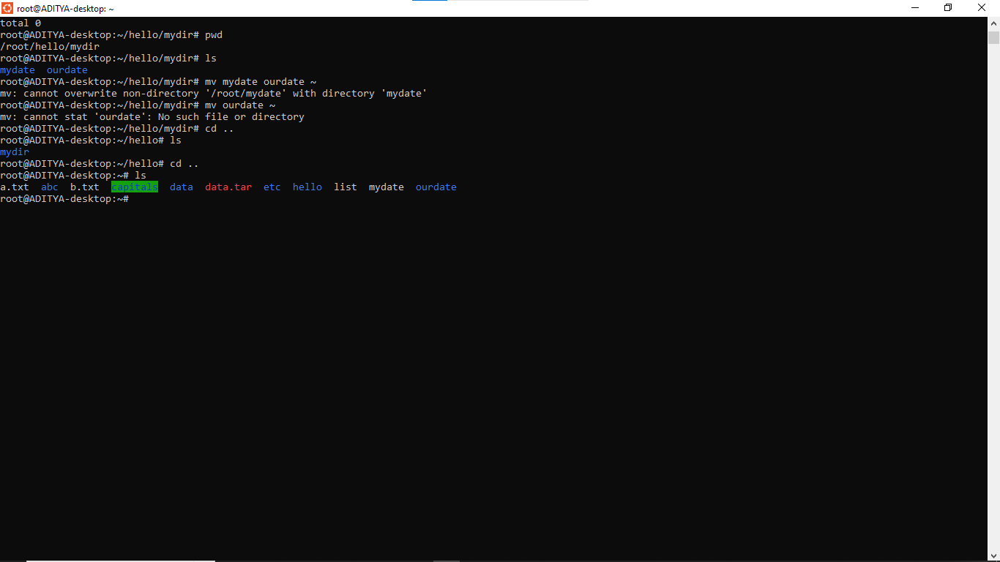 root@ADITYA-desktop: ~
total 0
root@ADITYA-desktop:~/hello/mydir# pwd
/root/hello/mydir
root@ADITYA-desktop:~/hello/mydir# ls
mydate  ourdate
root@ADITYA-desktop:~/hello/mydir# mv mydate ourdate ~
mv: cannot overwrite non-directory '/root/mydate' with directory 'mydate'
root@ADITYA-desktop:~/hello/mydir# mv ourdate ~
mv: cannot stat 'ourdate': No such file or directory
root@ADITYA-desktop:~/hello/mydir# cd ..
root@ADITYA-desktop:~/hello# ls
mydir
root@ADITYA-desktop:~/hello# cd ..
root@ADITYA-desktop:~# ls
a.txt  abc  b.txt  capitals  data  data.tar  etc  hello  list  mydate  ourdate
root@ADITYA-desktop:~#